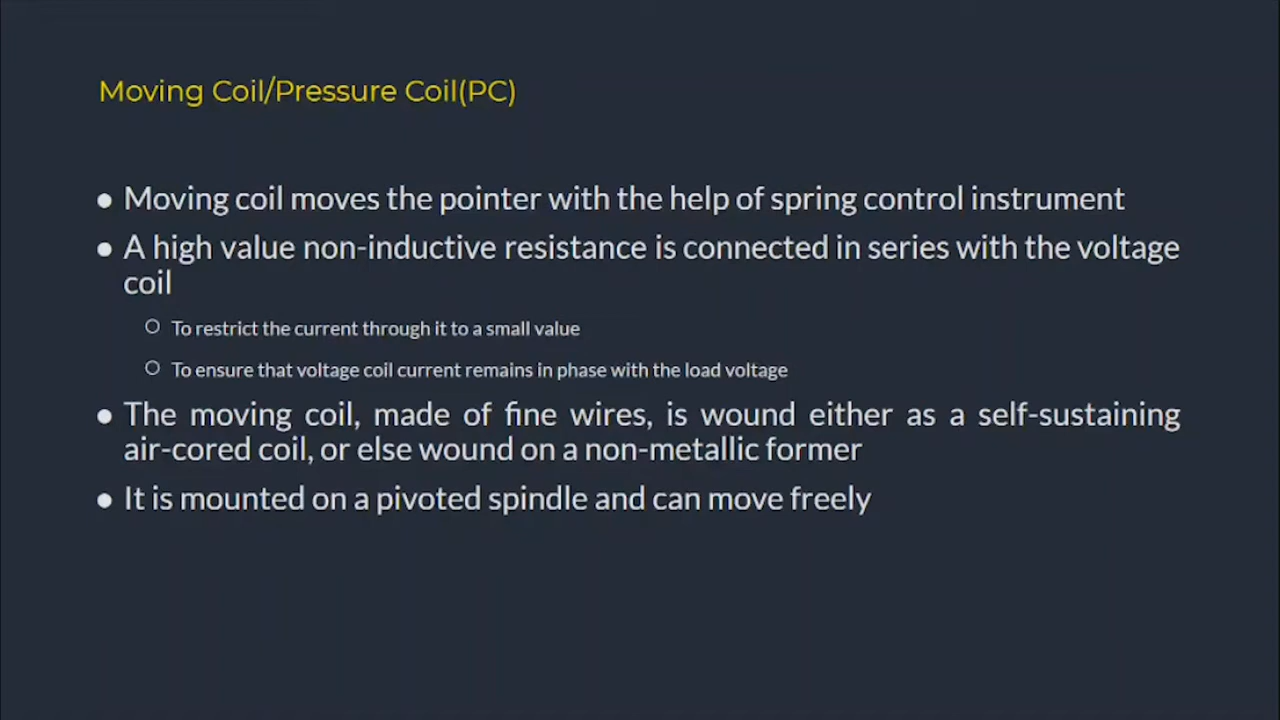 Moving Coil/Pressure Coil(PC)
● Moving coil moves the pointer with the help of spring control instrument
● A high value non-inductive resistance is connected in series with the voltage
coil
○ To restrict the current through it to a small value
○ To ensure that voltage coil current remains in phase with the load voltage
● The moving coil, made of fine wires, is wound either as a self-sustaining
air-cored coil, or else wound on a non-metallic former
● It is mounted on a pivoted spindle and can move freely